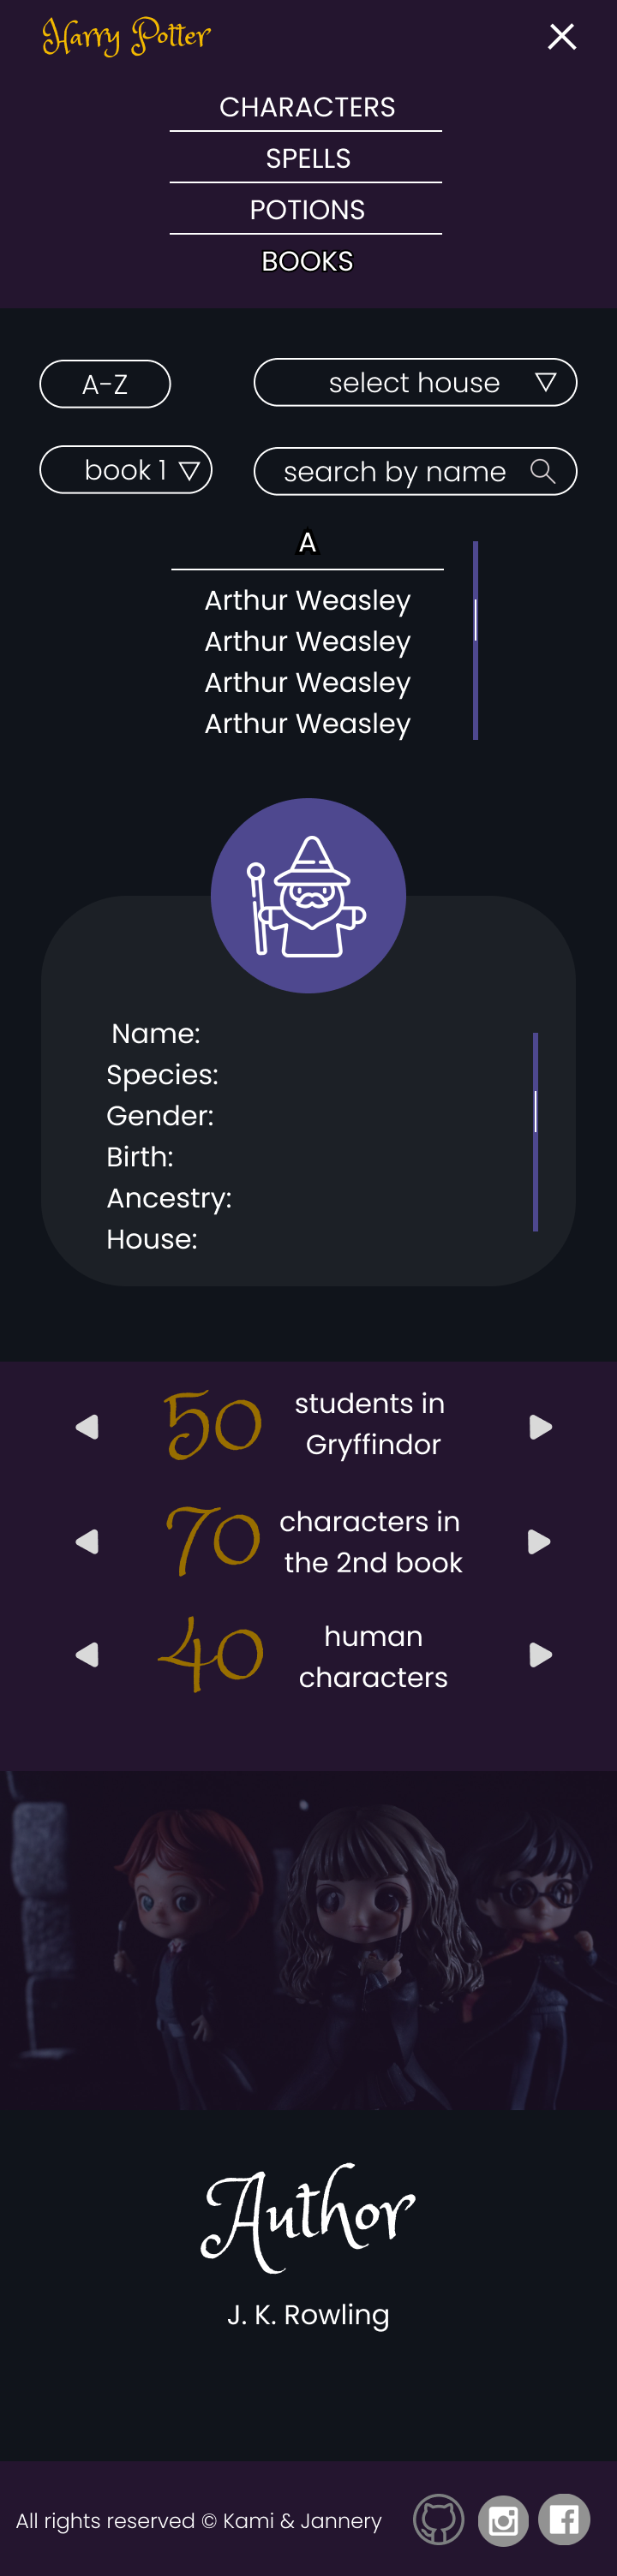 Harry Potter
CHARACTERS
SPELLS
POTIONS
BOOKS
A-Z
select house
book 1
search by name
A
Arthur Weasley
Arthur Weasley
Arthur Weasley
Arthur Weasley
Name:
Species:
Gender:
Birth:
Ancestry:
House:
50
students in
Gryffindor
70
characters in
the 2nd book
40
human
characters
Author
J. K. Rowling
All rights reserved © Kami & Jannery